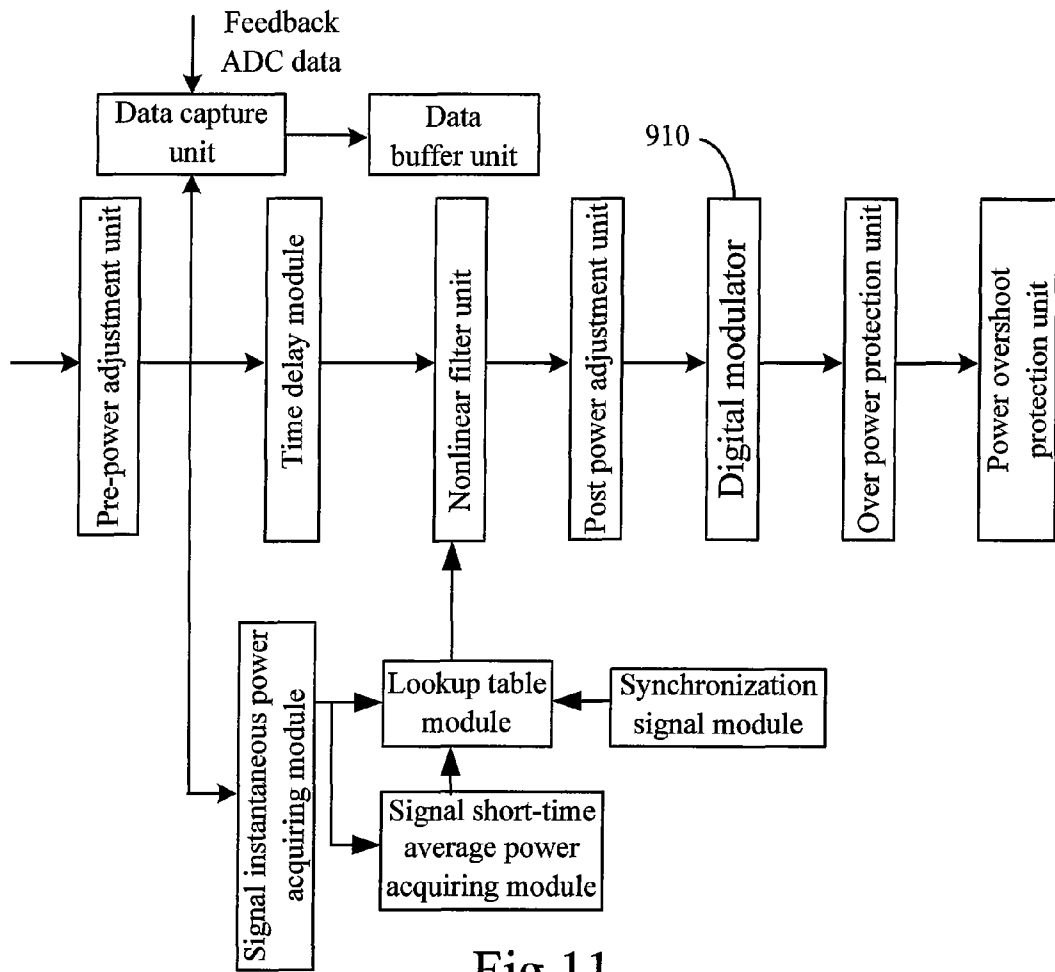 Feedback
ADC data
Data capture
unit
Data
buffer unit
910
Pre-power adjustment unit
Time delay module
Nonlinear filter unit
Post power adjustment unit
Digital modulator
Over power protection unit
Power overshoot
protection unit
Signal instantaneous power
acquiring module
Lookup table
module
Synchronization
signal module
Signal short-time
average power
acquiring module
Fig.11